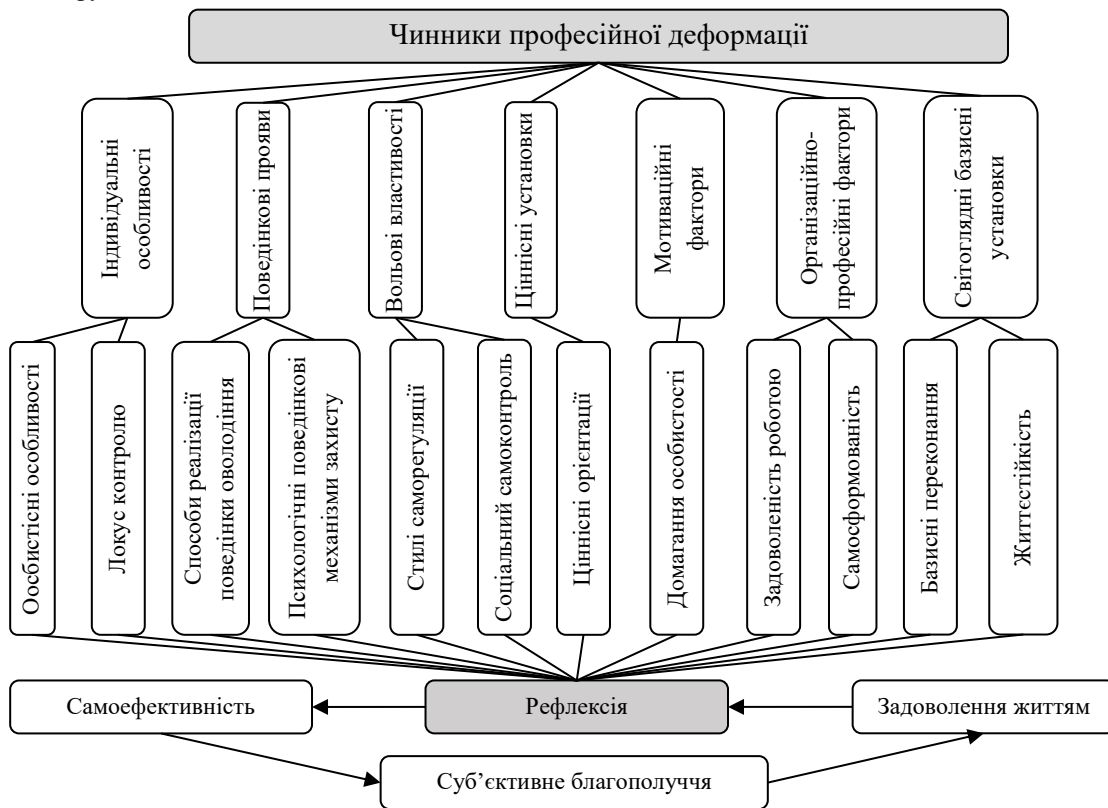 Чинники професійної деформації
Індивідуальні
особливості
Поведінкові прояви
Вольові властивості
Ціннісні установки
Мотиваційні
фактори
Організаційно-
професійні фактори
Світоглядні базисні
установки
Оосбистісні особливості
Локус контролю
Способи реалізації
поведінки оволодіння
Психологічні поведінкові
механізми захисту
Стилі саморегуляції
Соціальний самоконтроль
Ціннісні орієнтації
Домагання особистості
Задоволеність роботою
Самосформованість
Базисні переконання
Життєстійкість
Самоефективність
Рефлексія
Задоволення життям
Суб’єктивне благополуччя